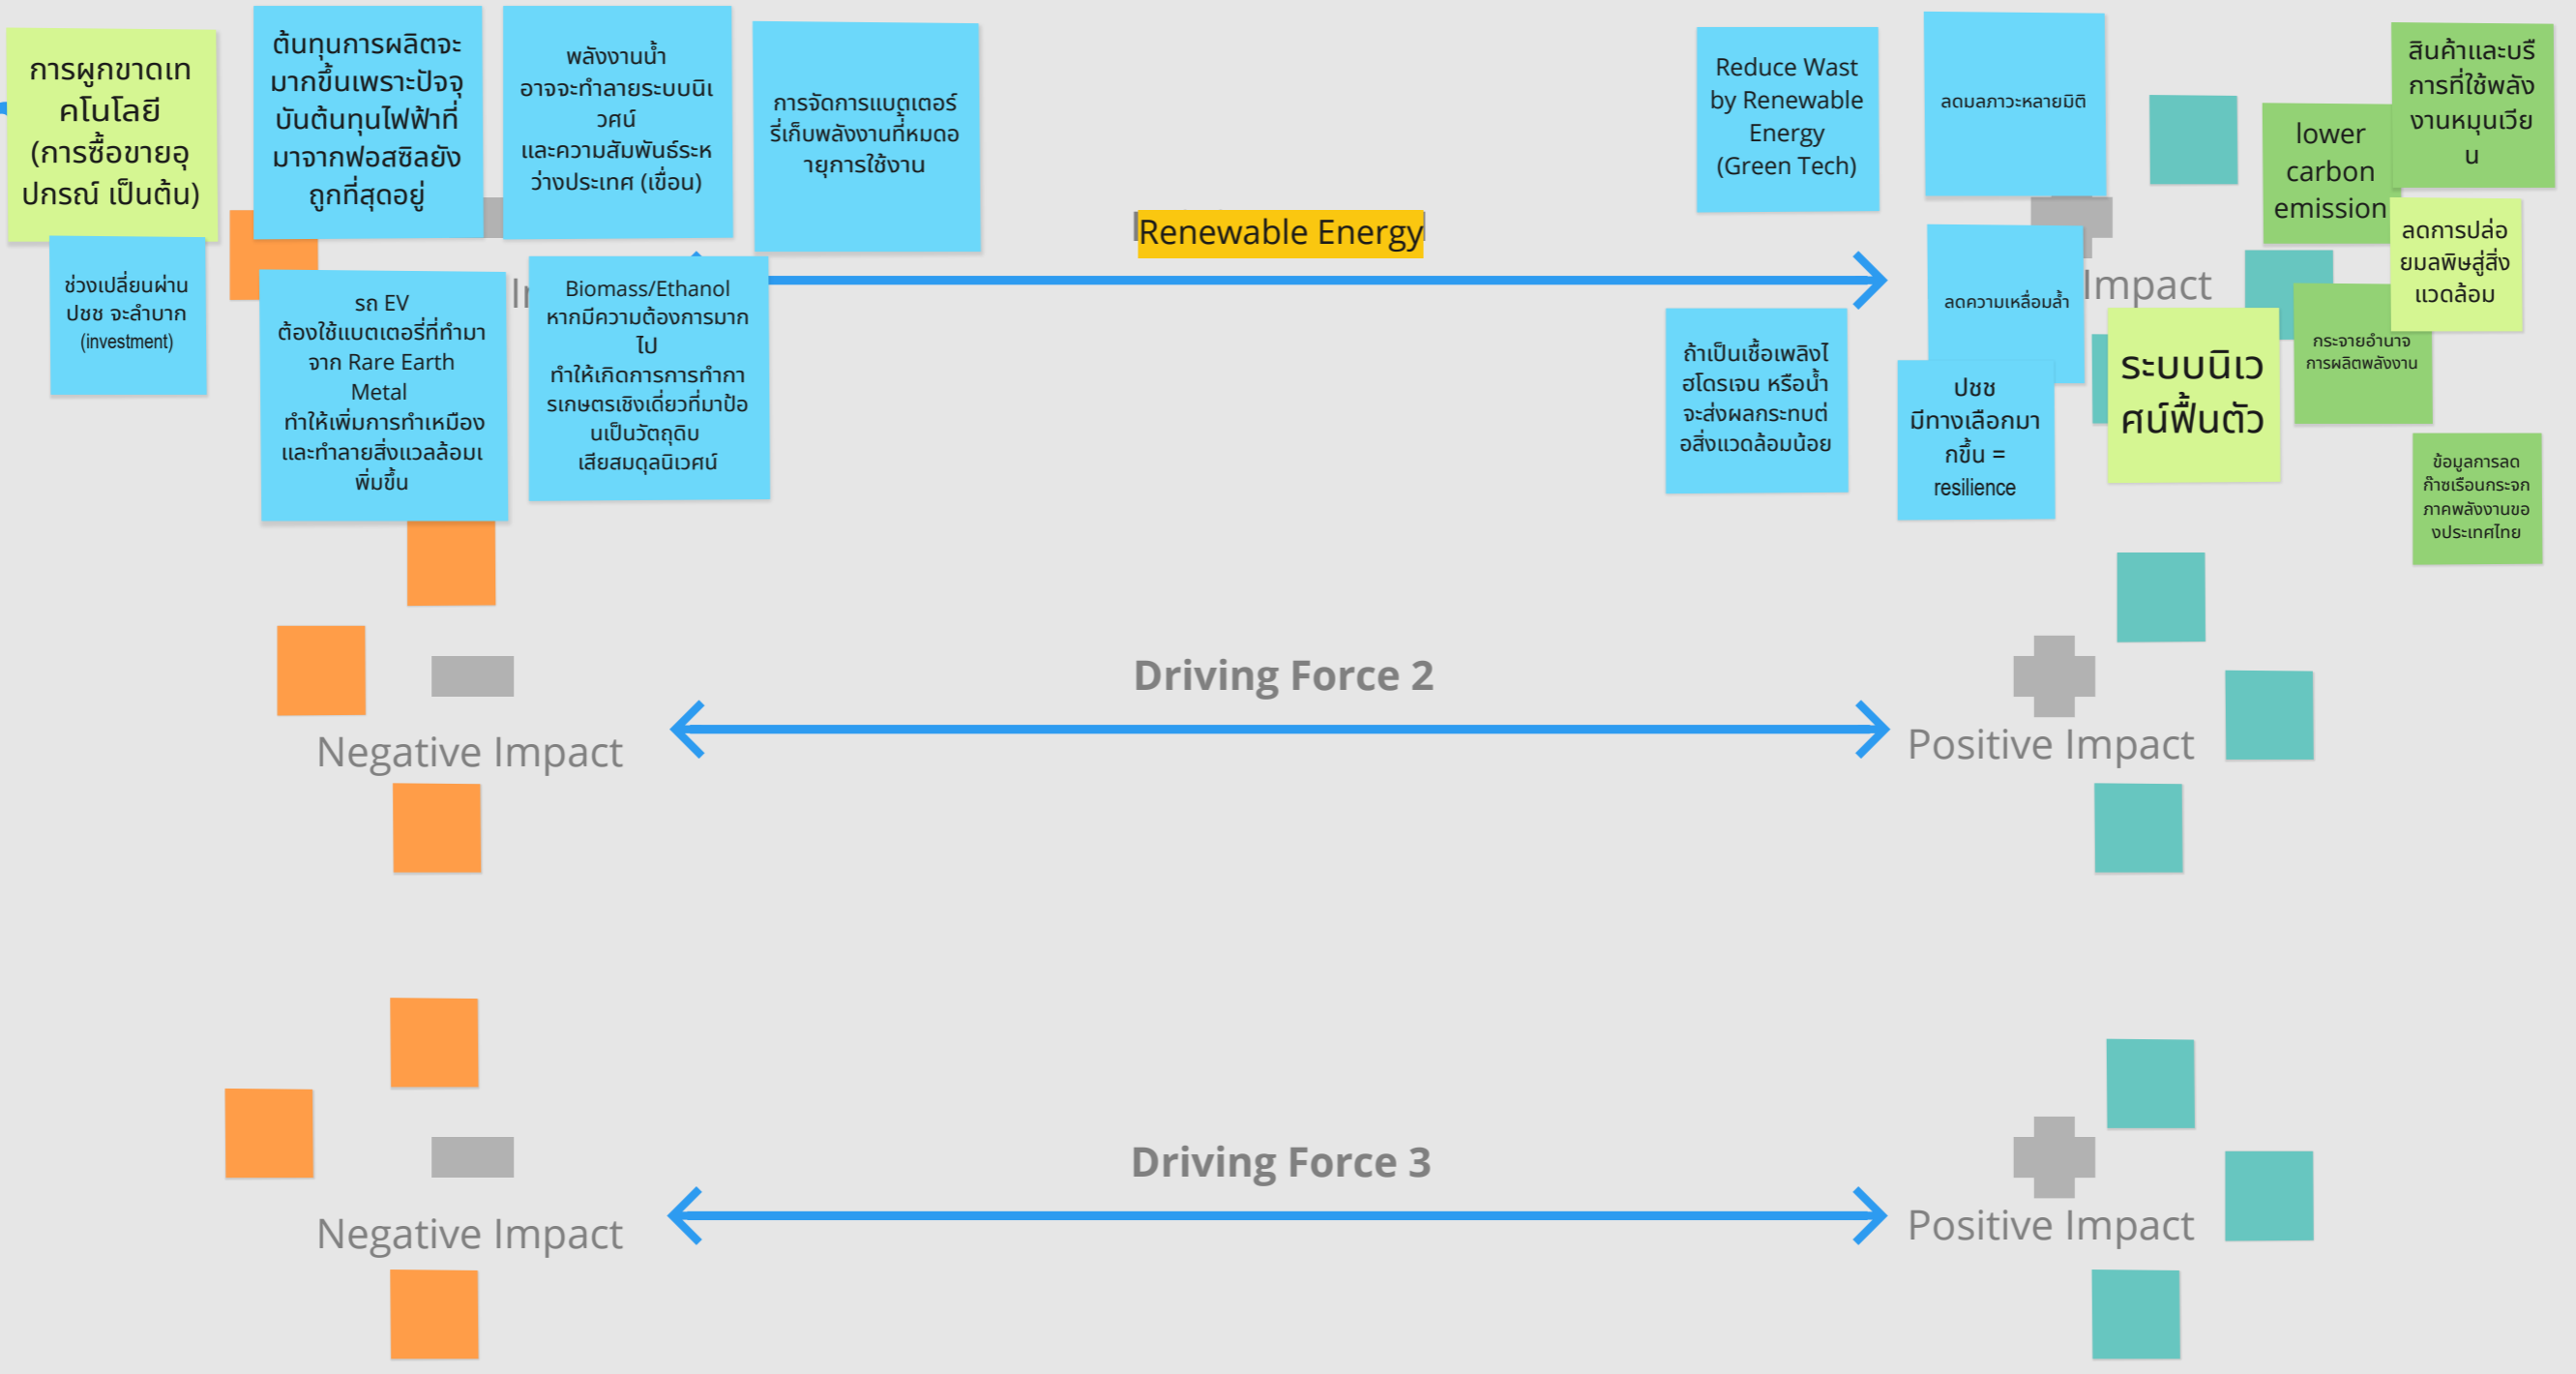 การผูกขาดเท
คโนโลยี
(การซื้อขายอุ
ปกรณ์ เป็นต้น)
ต้นทุนการผลิตจะ
มากขึ้นเพราะปัจจุ
บันต้นทุนไฟฟ้าที่
มาจากฟอสซิลยัง
ถูกที่สุดอยู่
พลังงานน้ำ
อาจจะทำลายระบบนิเ
วศน์
และความสัมพันธ์ระห
ว่างประเทศ (เขื่อน)
การจัดการแบตเตอร์
รี่เก็บพลังงานที่หมดอ
ายุการใช้งาน
ช่วงเปลี่ยนผ่าน
ปชช จะลำบาก
(investment)
รถ EV
ต้องใช้แบตเตอรี่ที่ทำมา
จาก Rare Earth
Metal
ทำให้เพิ่มการทำเหมือง
และทำลายสิ่งแวลล้อมเ
พิ่มขึ้น
Biomass/Ethanol
หากมีความต้องการมาก
ไป
ทำให้เกิดการการทำกา
รเกษตรเชิงเดี่ยวที่มาป้อ
นเป็นวัตถุดิบ
เสียสมดุลนิเวศน์
Renewable Energy
Reduce Wast
by Renewable
Energy
(Green Tech)
ลดมลภาวะหลายมิติ
lower
carbon
emission
สินค้าและบริ
การที่ใช้พลัง
งานหมุนเวีย
น
ลดการปล่อ
ยมลพิษสู่สิ่ง
แวดล้อม
ลดความเหลื่อมล้ำ
Impact
ถ้าเป็นเชื้อเพลิงไ
ฮโดรเจน หรือน้ำ
จะส่งผลกระทบต่
อสิ่งแวดล้อมน้อย
ปชช
มีทางเลือกมา
กขึ้น =
resilience
ระบบนิเว
ศน์ฟื้นตัว
กระจายอำนาจ
การผลิตพลังงาน
ข้อมูลการลด
ก๊าซเรือนกระจก
ภาคพลังงานขอ
งประเทศไทย
Driving Force 2
Negative Impact
Positive Impact
Driving Force 3
Negative Impact
Positive Impact